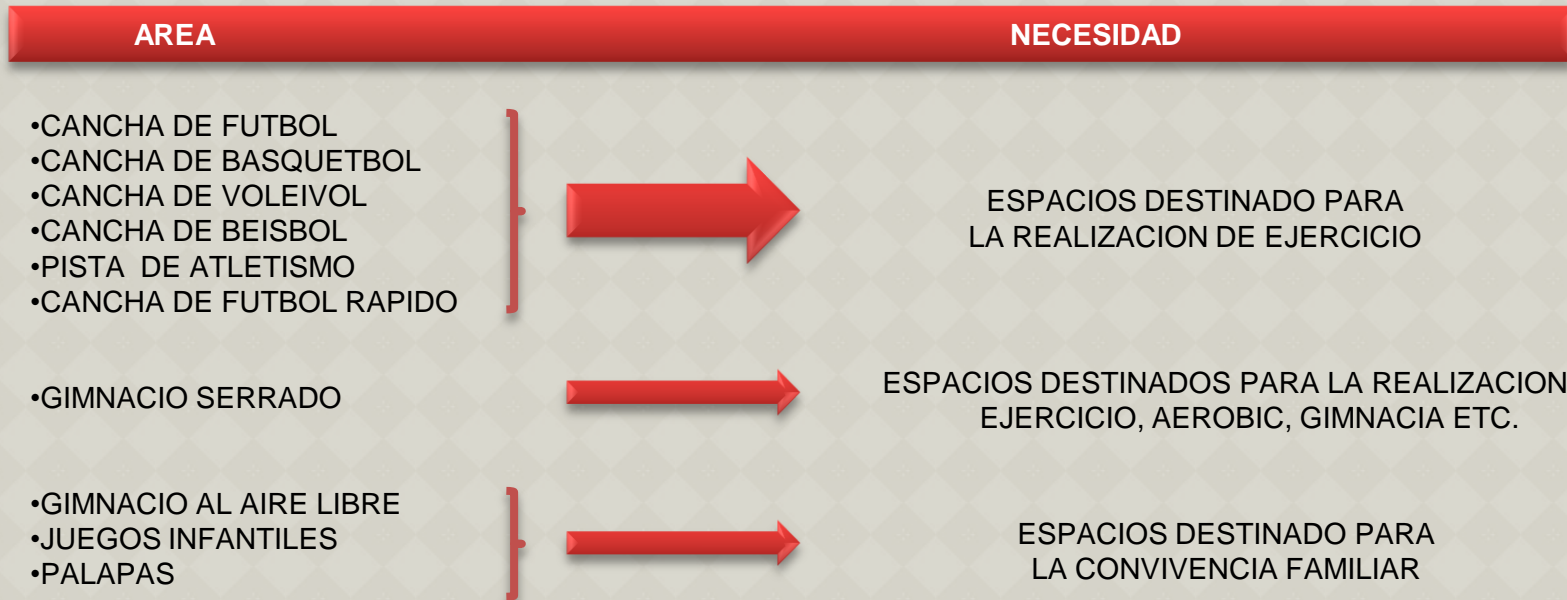 AREA
NECESIDAD
•CANCHA DE FUTBOL
•CANCHA DE BASQUETBOL
•CANCHA DE VOLEIVOL
•CANCHA DE BEISBOL
•PISTA DE ATLETISMO
•CANCHA DE FUTBOL RAPIDO
ESPACIOS DESTINADO PARA
LA REALIZACION DE EJERCICIO
•GIMNACIO SERRADO
ESPACIOS DESTINADOS PARA LA REALIZACION
EJERCICIO, AEROBIC, GIMNACIA ETC.
•GIMNACIO AL AIRE LIBRE
•JUEGOS INFANTILES
•PALAPAS
ESPACIOS DESTINADO PARA
LA CONVIVENCIA FAMILIAR